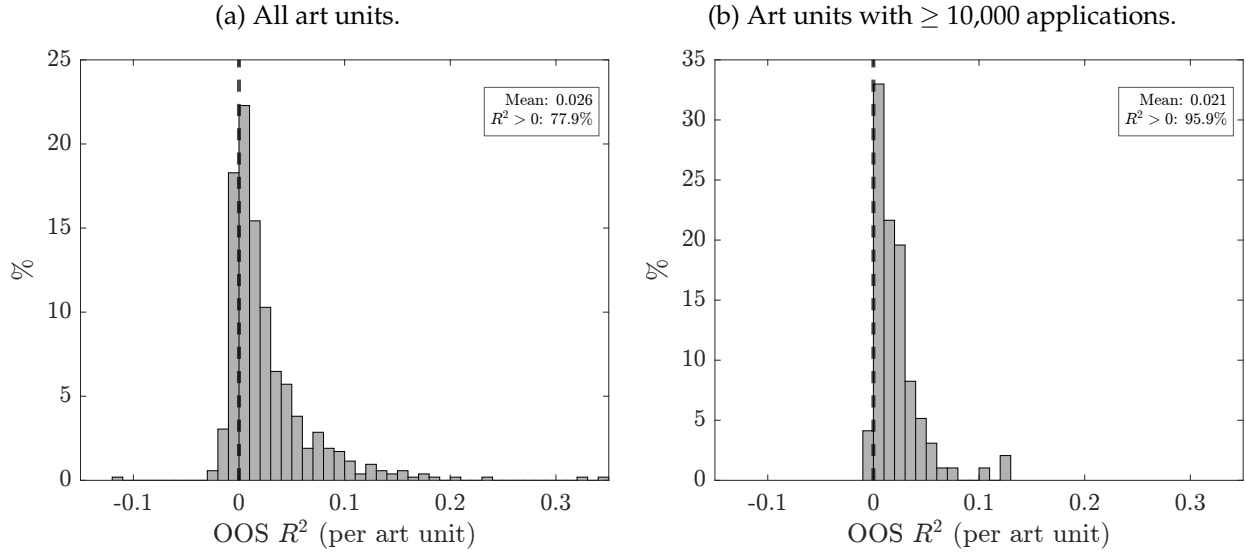 (a) All art units.
25
20
15
10
5
0
%
-0.1 0 0.1 0.2 0.3
OOS R² (per art unit)
Mean: 0.026
R² > 0: 77.9%
(b) Art units with ≥ 10,000 applications.
35
30
25
20
15
10
5
0
%
-0.1 0 0.1 0.2 0.3
OOS R² (per art unit)
Mean: 0.021
R² > 0: 95.9%